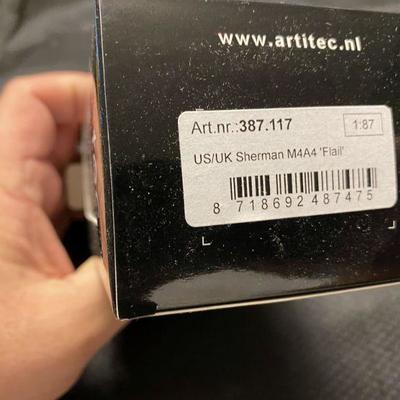 www.artitec.nl
Art.nr.:387.117 1:87
US/UK Sherman M4A4 'Flail'
8 718692 487475